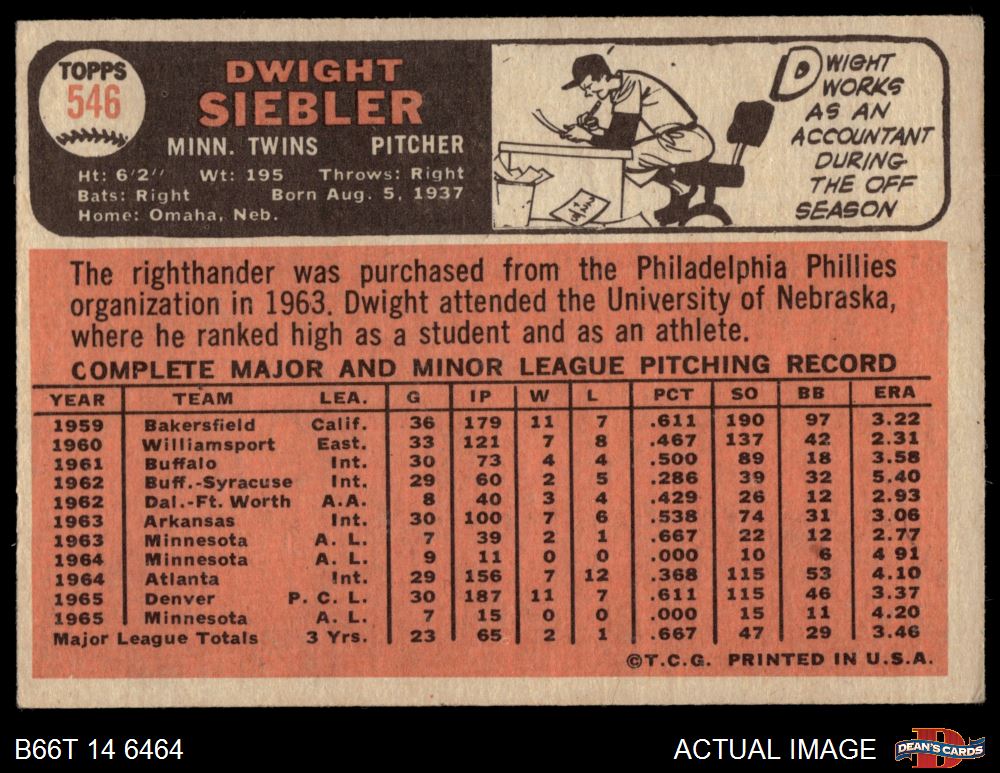 TOPPS
546
DWIGHT
SIEBLER
MINN. TWINS PITCHER
Ht: 6'2" Wt: 195 Throws: Right
Bats: Right Born Aug. 5, 1937
Home: Omaha, Neb.
DWIGHT
WORKS
AS AN
ACCOUNTANT
DURING
THE OFF
SEASON
The righthander was purchased from the Philadelphia Phillies
organization in 1963. Dwight attended the University of Nebraska,
where he ranked high as a student and as an athlete.
COMPLETE MAJOR AND MINOR LEAGUE PITCHING RECORD
YEAR TEAM LEA. G IP W L PCT SO BB ERA
1959 Bakersfield Calif. 36 179 11 7 .611 190 97 3.22
1960 Williamsport East. 33 121 7 8 .467 137 42 2.31
1961 Buffalo Int. 30 73 4 4 .500 89 18 3.58
1962 Buff.-Syracuse Int. 29 60 2 5 .286 39 32 5.40
1962 Dal.-Ft. Worth A.A. 8 40 3 4 .429 26 12 2.93
1963 Arkansas Int. 30 100 7 6 .538 74 31 3.06
1963 Minnesota A. L. 7 39 2 1 .667 22 12 2.77
1964 Minnesota A. L. 9 11 0 0 .000 10 6 4 91
1964 Atlanta Int. 29 156 7 12 .368 115 53 4.10
1965 Denver P. C. L. 30 187 11 7 .611 115 46 3.37
1965 Minnesota A. L. 7 15 0 0 .000 15 11 4.20
Major League Totals 3 Yrs. 23 65 2 1 .667 47 29 3.46
©T.C.G. PRINTED IN U.S.A.
B66T 14 6464 ACTUAL IMAGE
DEAN'S CARDS